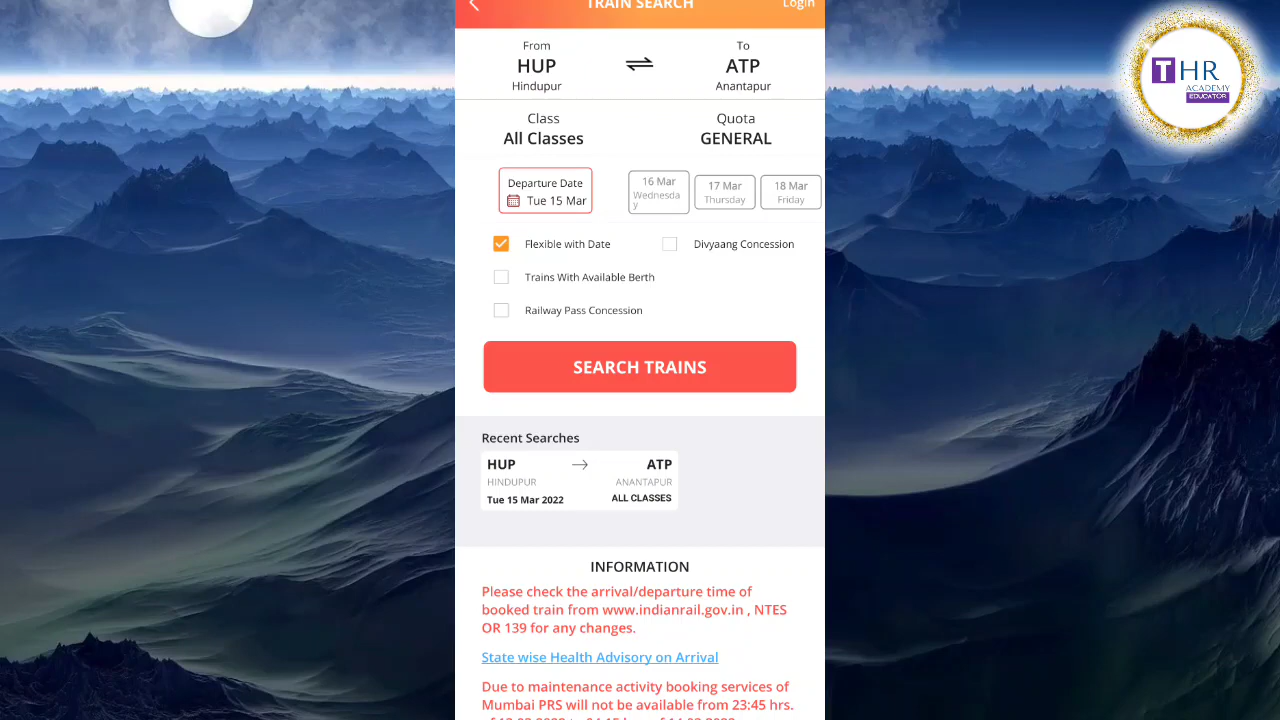 TRAIN SEARCH
Login
From
To
HUP
ATP
Hindupur
Anantapur
Class
Quota
All Classes
GENERAL
Departure Date
Tue 15 Mar
16 Mar
Wednesda
y
17 Mar
Thursday
18 Mar
Friday
Flexible with Date
Divyaang Concession
Trains With Available Berth
Railway Pass Concession
SEARCH TRAINS
Recent Searches
HUP
ATP
HINDUPUR
ANANTAPUR
Tue 15 Mar 2022
ALL CLASSES
INFORMATION
Please check the arrival/departure time of
booked train from www.indianrail.gov.in , NTES
OR 139 for any changes.
State wise Health Advisory on Arrival
Due to maintenance activity booking services of
Mumbai PRS will not be available from 23:45 hrs.
THR
ACADEMY
EDUCATOR